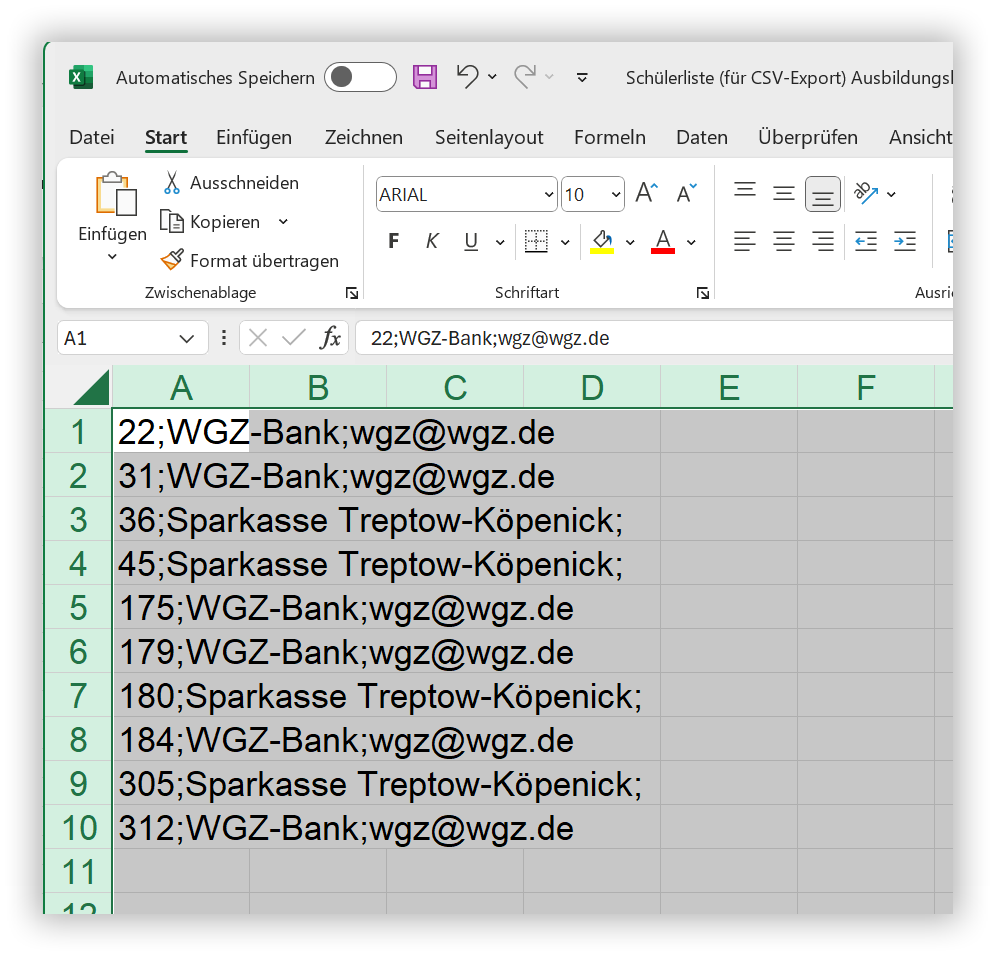 Automatisches Speichern Schülerliste (für CSV-Export)
Datei Start Einfügen Zeichnen Seitenlayout Formeln Daten Überprüfen Ansicht
Einfügen
Ausschneiden
Kopieren
Format übertragen
Zwischenablage
ARIAL 10 A A
F K U A
Schriftart
A1 fx 22;WGZ-Bank;wgz@wgz.de
A B C D E F
1 22;WGZ-Bank;wgz@wgz.de
2 31;WGZ-Bank;wgz@wgz.de
3 36;Sparkasse Treptow-Köpenick;
4 45;Sparkasse Treptow-Köpenick;
5 175;WGZ-Bank;wgz@wgz.de
6 179;WGZ-Bank;wgz@wgz.de
7 180;Sparkasse Treptow-Köpenick;
8 184;WGZ-Bank;wgz@wgz.de
9 305;Sparkasse Treptow-Köpenick;
10 312;WGZ-Bank;wgz@wgz.de
11
12